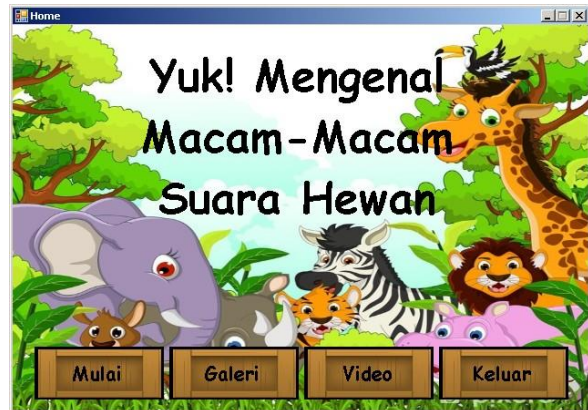 Home
Yuk! Mengenal
Macam-Macam
Suara Hewan
Mulai
Galeri
Video
Keluar